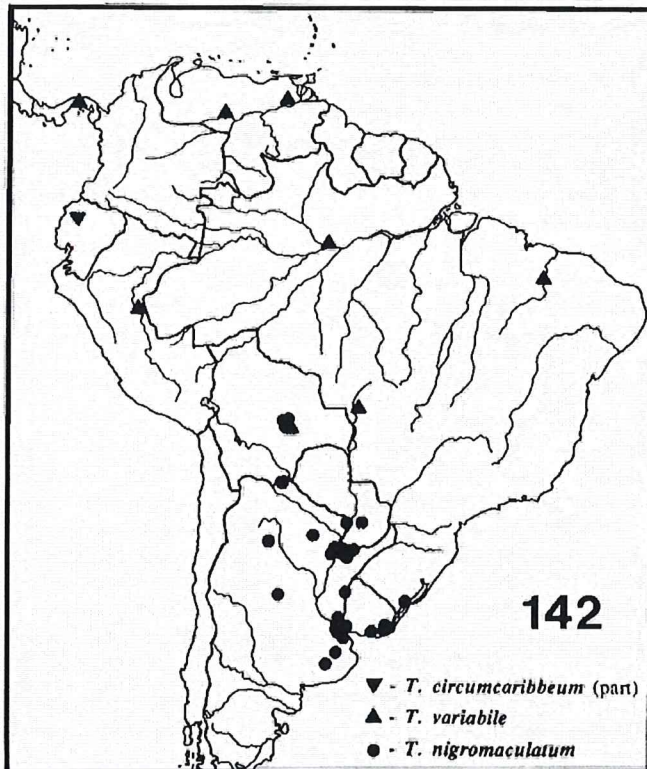 142
▼ - T. circumcaribbeum (part)
▲ - T. variabile
● - T. nigromaculatum